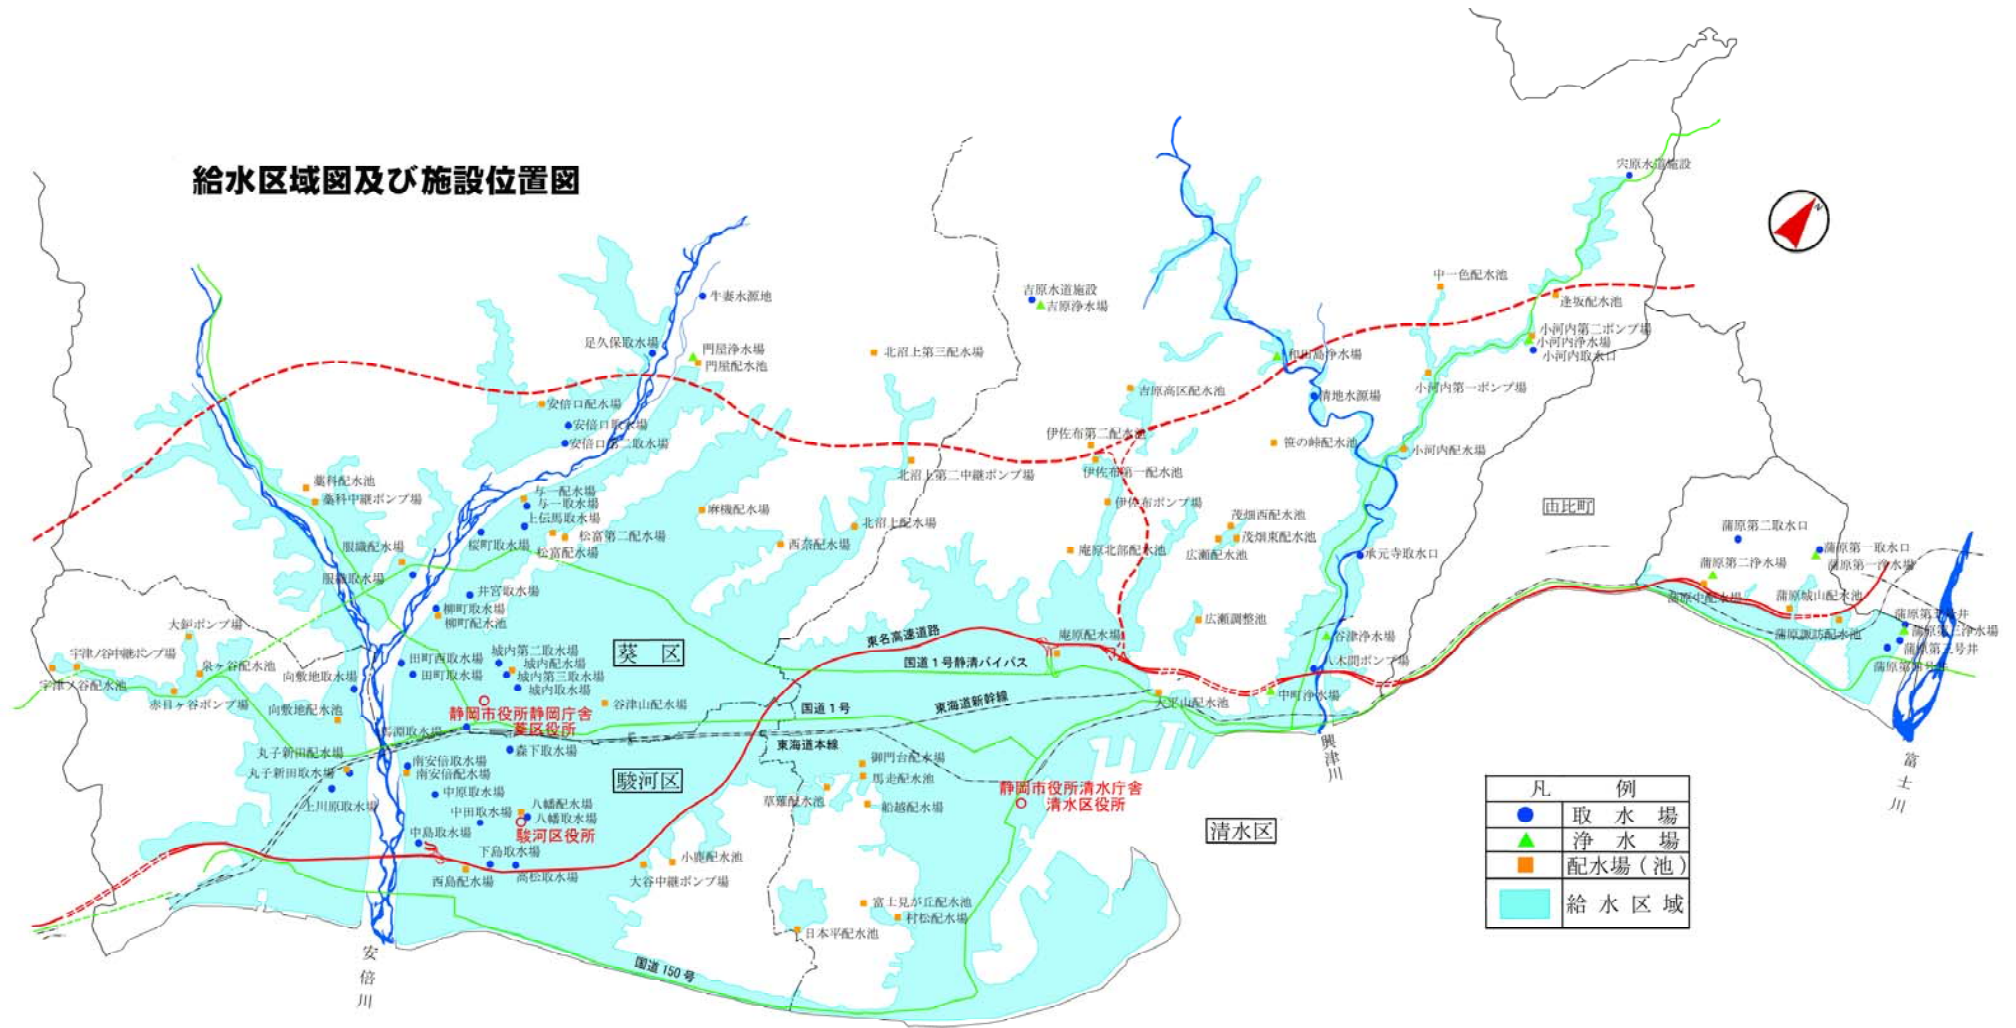 給水区域図及び施設位置図
宍原水道施設
N
中一色配水池
逢坂配水池
牛妻水源地
吉原水道施設
吉原浄水場
小河内第二ポンプ場
小河内浄水場
小河内取水口
足久保取水場
門屋浄水場
門屋配水池
北沼上第三配水場
和田島浄水場
吉原高区配水池
小河内第一ポンプ場
清地水源場
安倍口配水場
安倍口取水場
安倍口第二取水場
伊佐布第二配水池
笹の峠配水池
小河内配水場
伊佐布第一配水池
北沼上第二中継ポンプ場
藁科配水池
藁科中継ポンプ場
与一配水場
与一取水場
上伝馬取水場
麻機配水場
伊佐布ポンプ場
由比町
茂畑西配水池
茂畑東配水池
広瀬配水池
北沼上配水場
蒲原第二取水口
桜町取水場
松富第二配水場
松富配水場
西奈配水場
庵原北部配水池
承元寺取水口
蒲原第一取水口
蒲原第一浄水場
蒲原第二浄水場
服織配水場
服織取水場
井宮取水場
柳町取水場
柳町配水池
蒲原中配水場
蒲原城山配水池
大鈩ポンプ場
広瀬調整池
蒲原諏訪配水池
蒲原第三浄水場
庵原配水場
谷津浄水場
東名高速道路
葵区
宇津ノ谷中継ポンプ場
泉ヶ谷配水池
宇津ノ谷配水池
赤目ヶ谷ポンプ場
向敷地取水場
向敷地配水池
田町西取水場
田町取水場
城内第二取水場
城内配水場
城内第三取水場
城内取水場
国道1号静清バイパス
八木間ポンプ場
中町浄水場
谷津山配水場
国道1号
東海道新幹線
静岡市役所静岡庁舎
葵区役所
森下取水場
東海道本線
興津川
富士川
丸子新田配水場
丸子新田取水場
上川原取水場
南安倍取水場
南安倍配水場
中原取水場
駿河区
御門台配水場
馬走配水池
草薙配水池
船越配水場
静岡市役所清水庁舎
清水区役所
清水区
中田取水場
八幡配水場
八幡取水場
駿河区役所
中島取水場
下島取水場
高松取水場
西島配水場
小鹿配水池
大谷中継ポンプ場
富士見が丘配水池
村松配水場
日本平配水池
安倍川
国道150号
凡例
取水場
浄水場
配水場(池)
給水区域